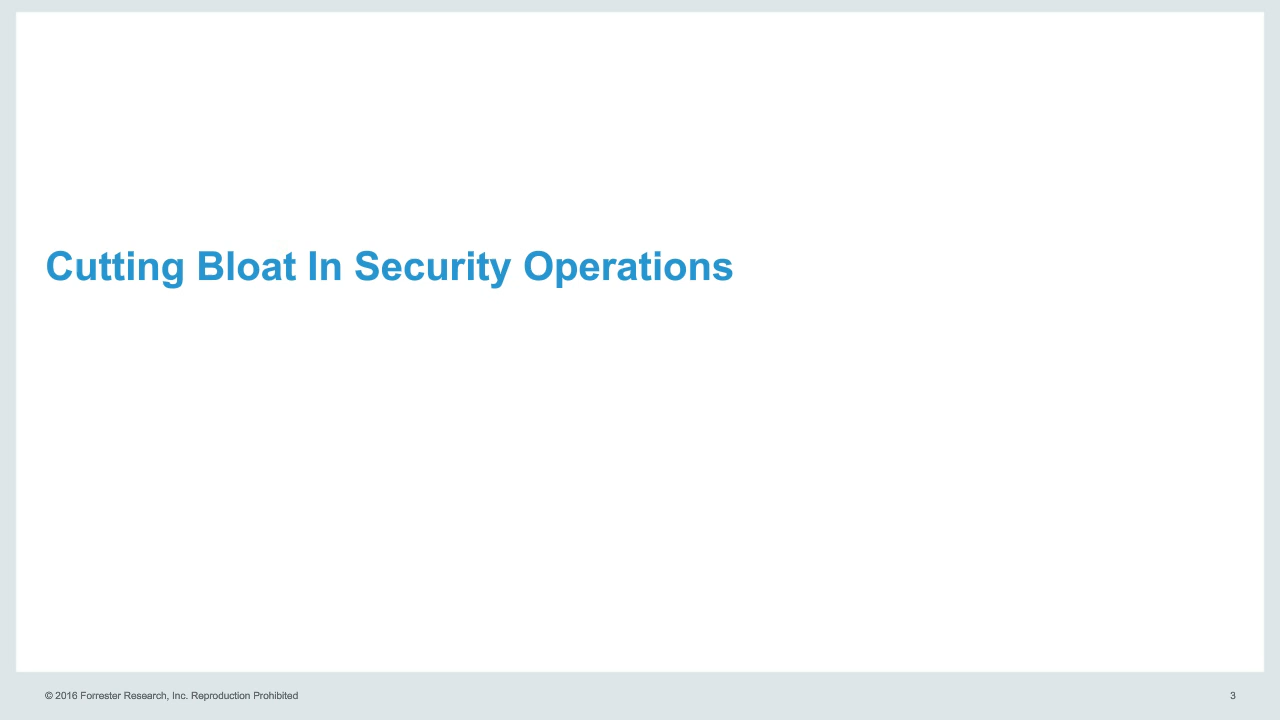 Cutting Bloat In Security Operations
© 2016 Forrester Research, Inc. Reproduction Prohibited
3